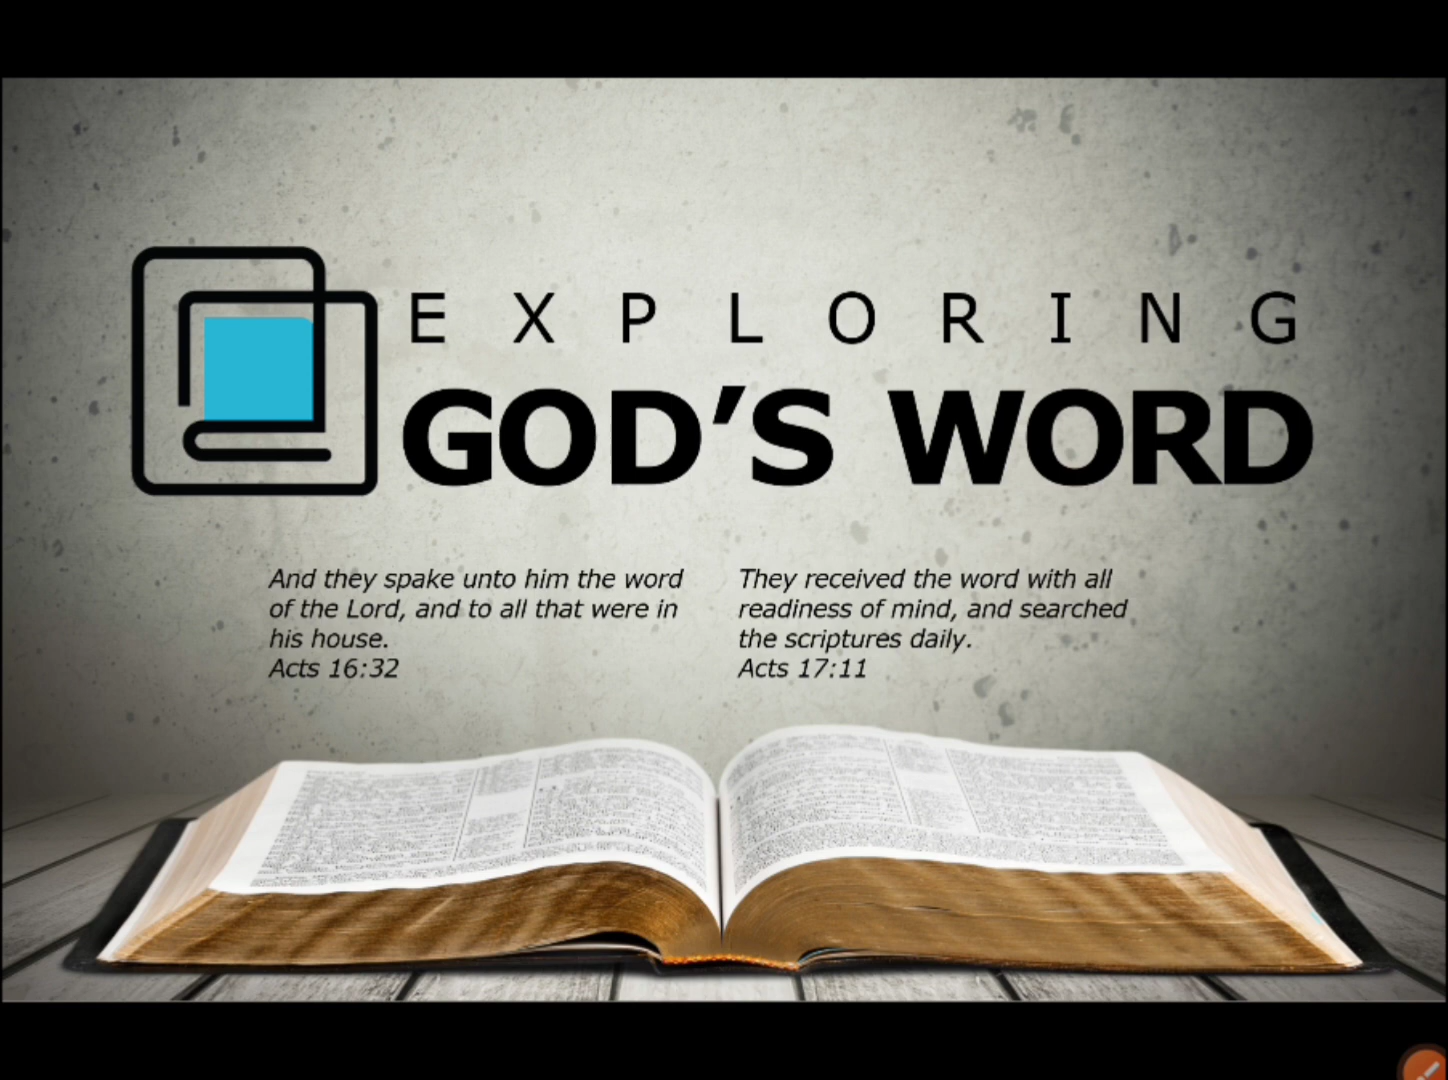 EXPLORING
GOD’S WORD
And they spake unto him the word
of the Lord, and to all that were in
his house.
Acts 16:32
They received the word with all
readiness of mind, and searched
the scriptures daily.
Acts 17:11